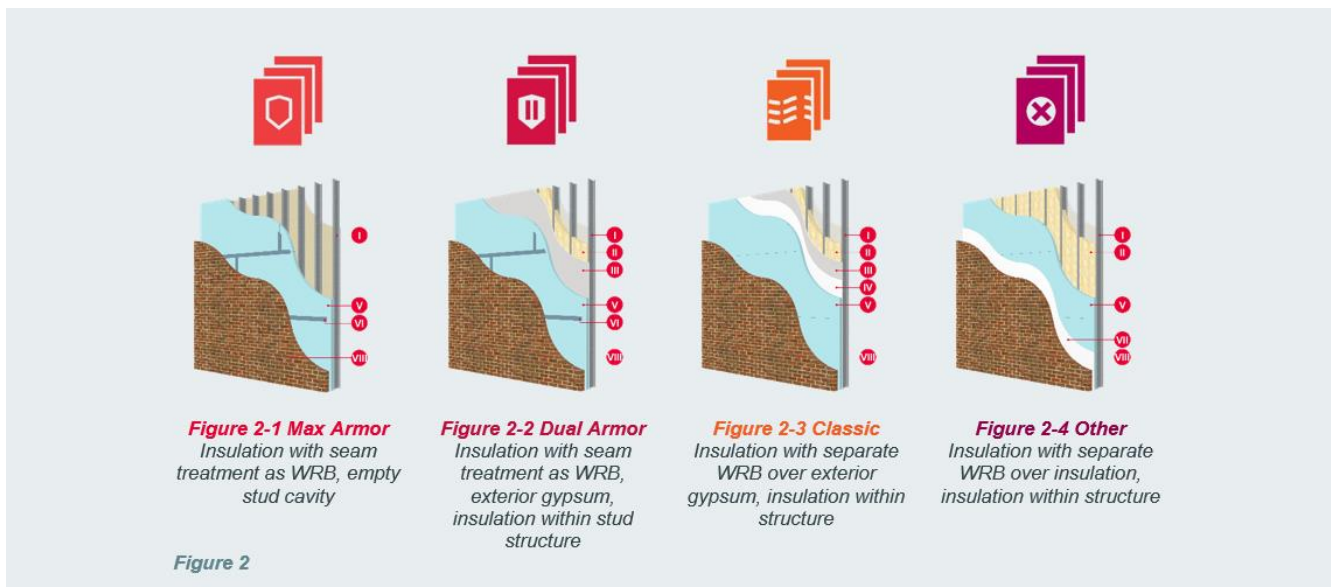 I
V
VI
VIII
I
II
III
V
VI
VIII
I
II
III
IV
V
VIII
I
II
V
VII
VIII
Figure 2-1 Max Armor
Insulation with seam
treatment as WRB, empty
stud cavity
Figure 2-2 Dual Armor
Insulation with seam
treatment as WRB,
exterior gypsum,
insulation within stud
structure
Figure 2-3 Classic
Insulation with separate
WRB over exterior
gypsum, insulation within
structure
Figure 2-4 Other
Insulation with separate
WRB over insulation,
insulation within structure
Figure 2